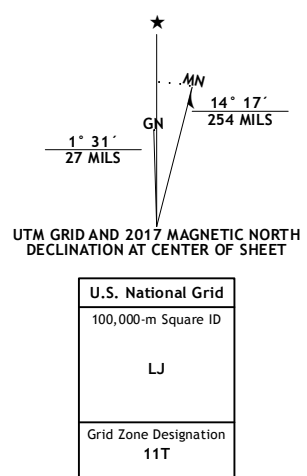 ★
MN
GN
14° 17´
254 MILS
1° 31´
27 MILS
UTM GRID AND 2017 MAGNETIC NORTH
DECLINATION AT CENTER OF SHEET
U.S. National Grid
100,000-m Square ID
LJ
Grid Zone Designation
11T